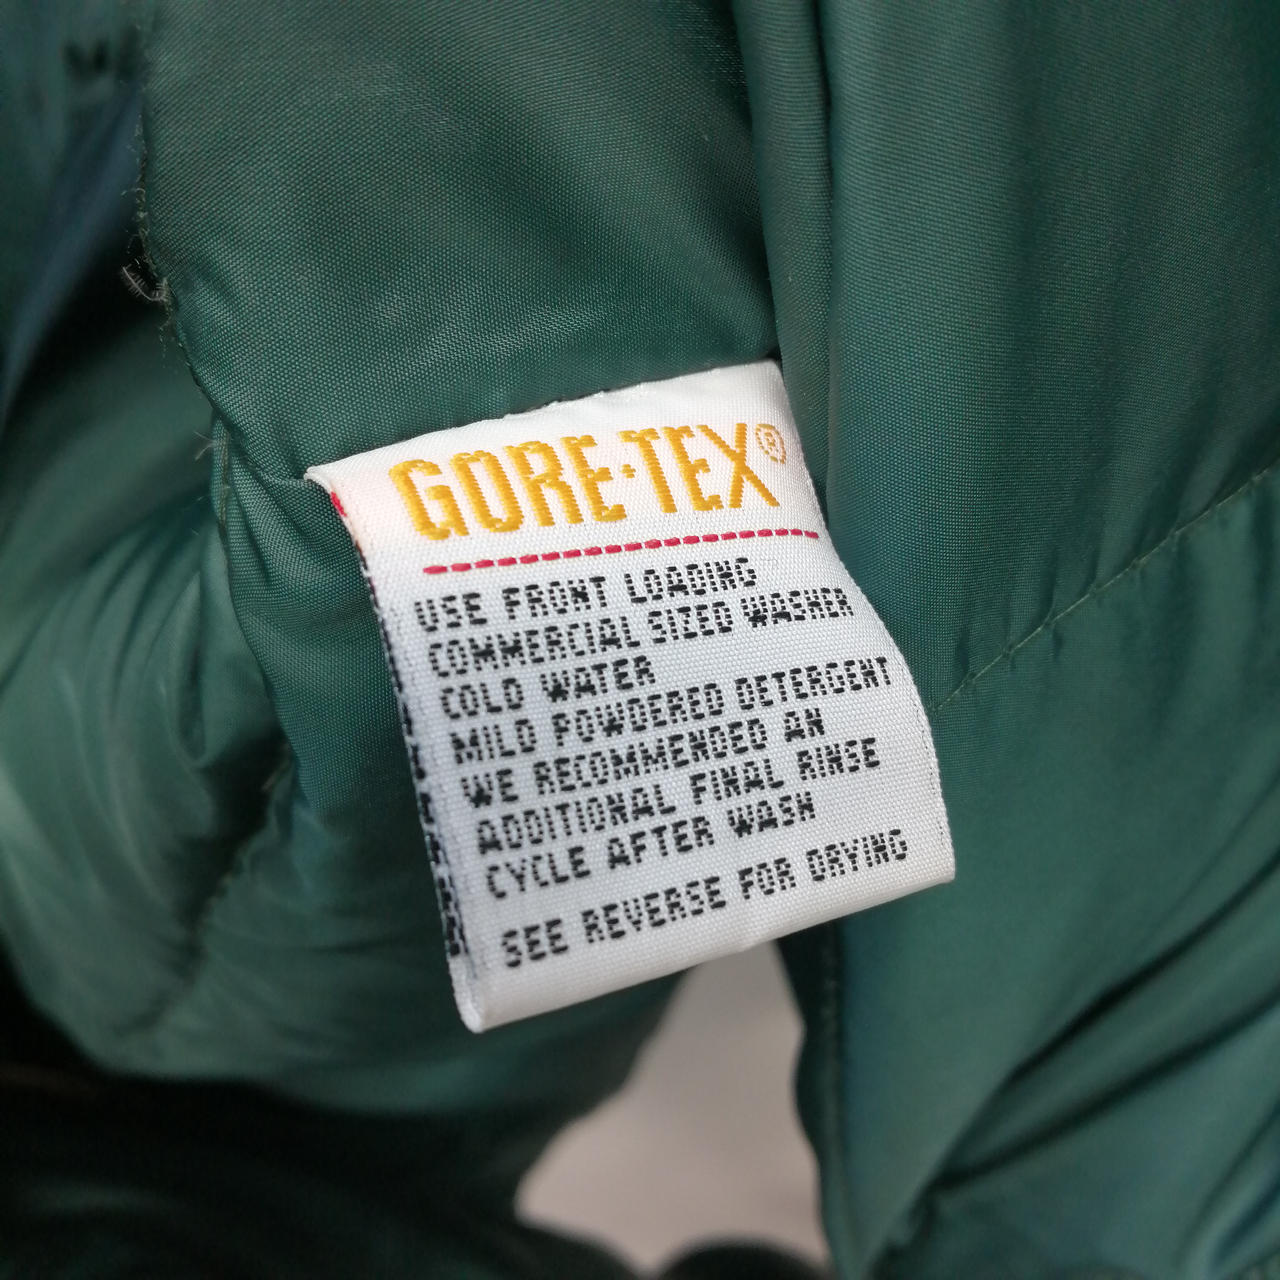 GORE-TEX®
USE FRONT LOADING
COMMERCIAL SIZED WASHER
COLD WATER
MILD POWDERED DETERGENT
WE RECOMMENDED AN
ADDITIONAL FINAL RINSE
CYCLE AFTER WASH
SEE REVERSE FOR DRYING